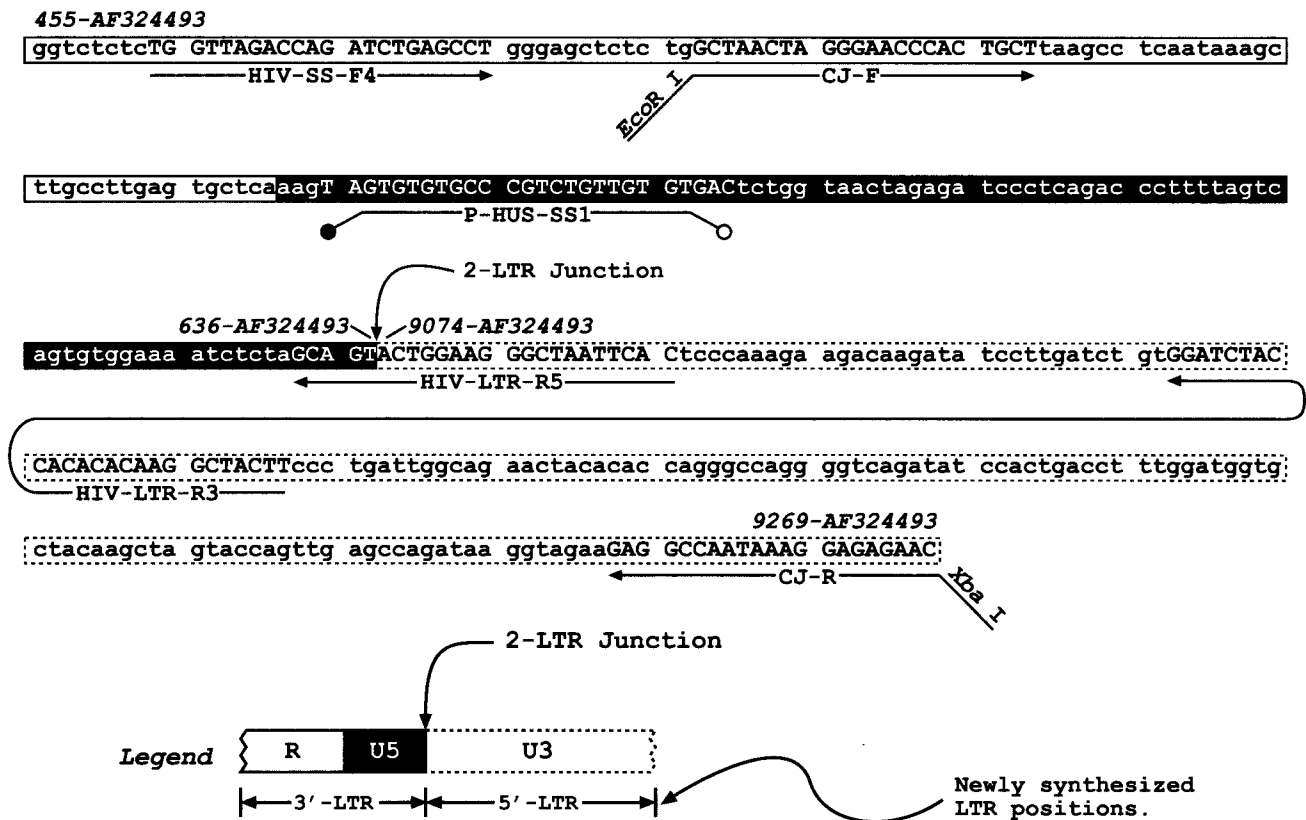 455-AF324493
ggtctctcTG GTTAGACCAG ATCTGAGCCT gggagctctc tgGCTAACTA GGGAACCCAC TGCTtaagcc tcaataaagc
HIV-SS-F4
CJ-F
EcoR I
ttgccttgag tgctcaaagT AGTGTGTGCC CGTCTGTTGT GTGACtctgg taactagaga tccctcagac ccttttagtc
P-HUS-SS1
2-LTR Junction
636-AF324493
9074-AF324493
agtgtggaaa atctctaGCA GTACTGGAAG GGCTAATTCA Ctcccaaaga agacaagata tccttgatct gtGGATCTAC
HIV-LTR-R5
CACACACAAG GCTACTTccc tgattggcag aactacacac cagggccagg ggtcagatat ccactgacct ttggatggtg
HIV-LTR-R3
9269-AF324493
ctacaagcta gtaccagttg agccagataa ggtagaaGAG GCCAATAAAG GAGAGAAC
CJ-R
Xba I
2-LTR Junction
Legend
R
U5
U3
3'-LTR
5'-LTR
Newly synthesized
LTR positions.